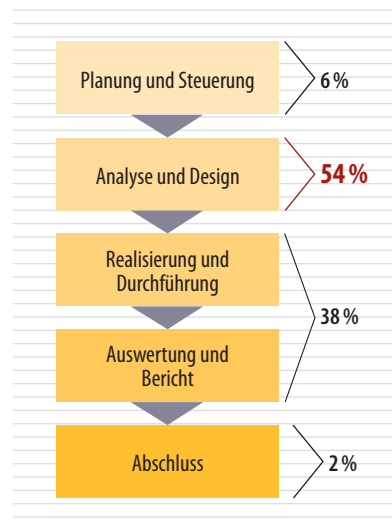 Planung und Steuerung
6 %
Analyse und Design
54 %
Realisierung und
Durchführung
38 %
Auswertung und
Bericht
Abschluss
2 %